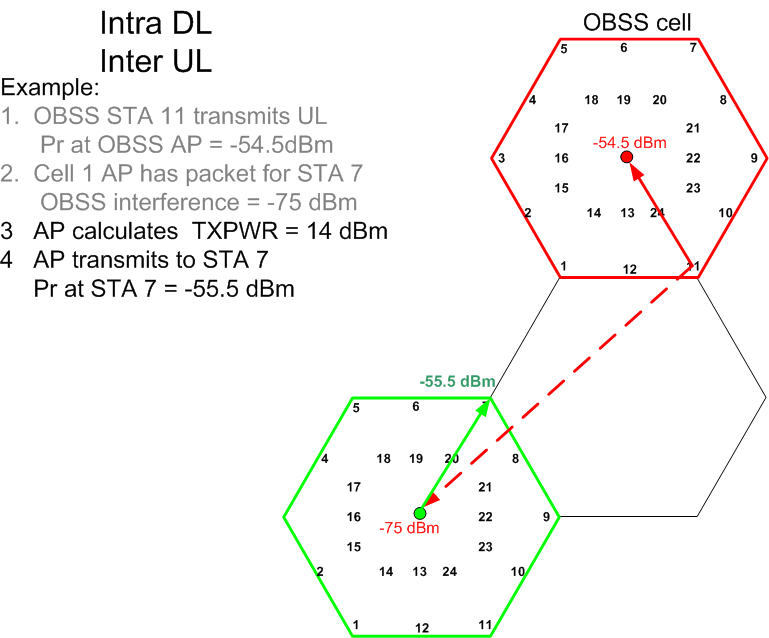 Intra DL
Inter UL
Example:
1. OBSS STA 11 transmits UL
Pr at OBSS AP = -54.5dBm
2. Cell 1 AP has packet for STA 7
OBSS interference = -75 dBm
3 AP calculates TXPWR = 14 dBm
4 AP transmits to STA 7
Pr at STA 7 = -55.5 dBm
OBSS cell
5 6 7
4 18 19 20 8
17 21
-54.5 dBm
3 16 22 9
15 23
2 14 13 24 10
1 12 11
-55.5 dBm
5 6 7
4 18 19 20 8
17 21
16 22 9
-75 dBm
15 23
2 14 13 24 10
1 12 11